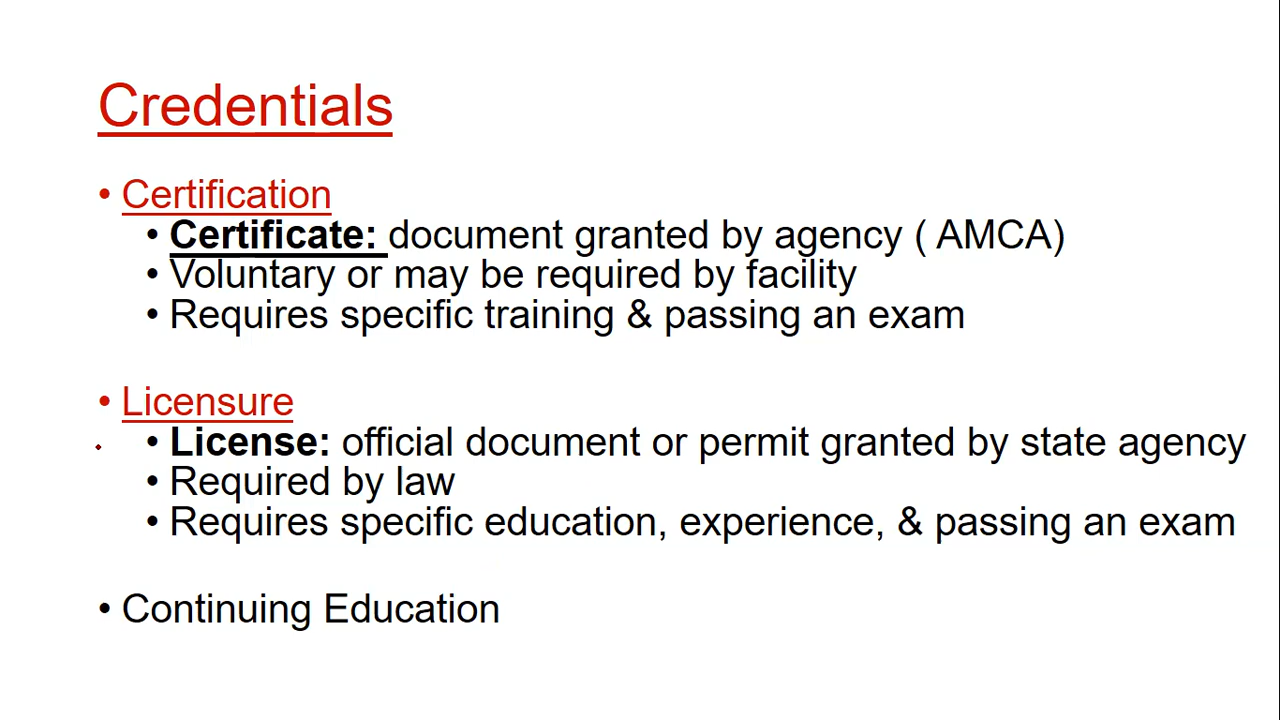 Credentials
• Certification
• Certificate: document granted by agency ( AMCA)
• Voluntary or may be required by facility
• Requires specific training & passing an exam
• Licensure
• License: official document or permit granted by state agency
• Required by law
• Requires specific education, experience, & passing an exam
• Continuing Education